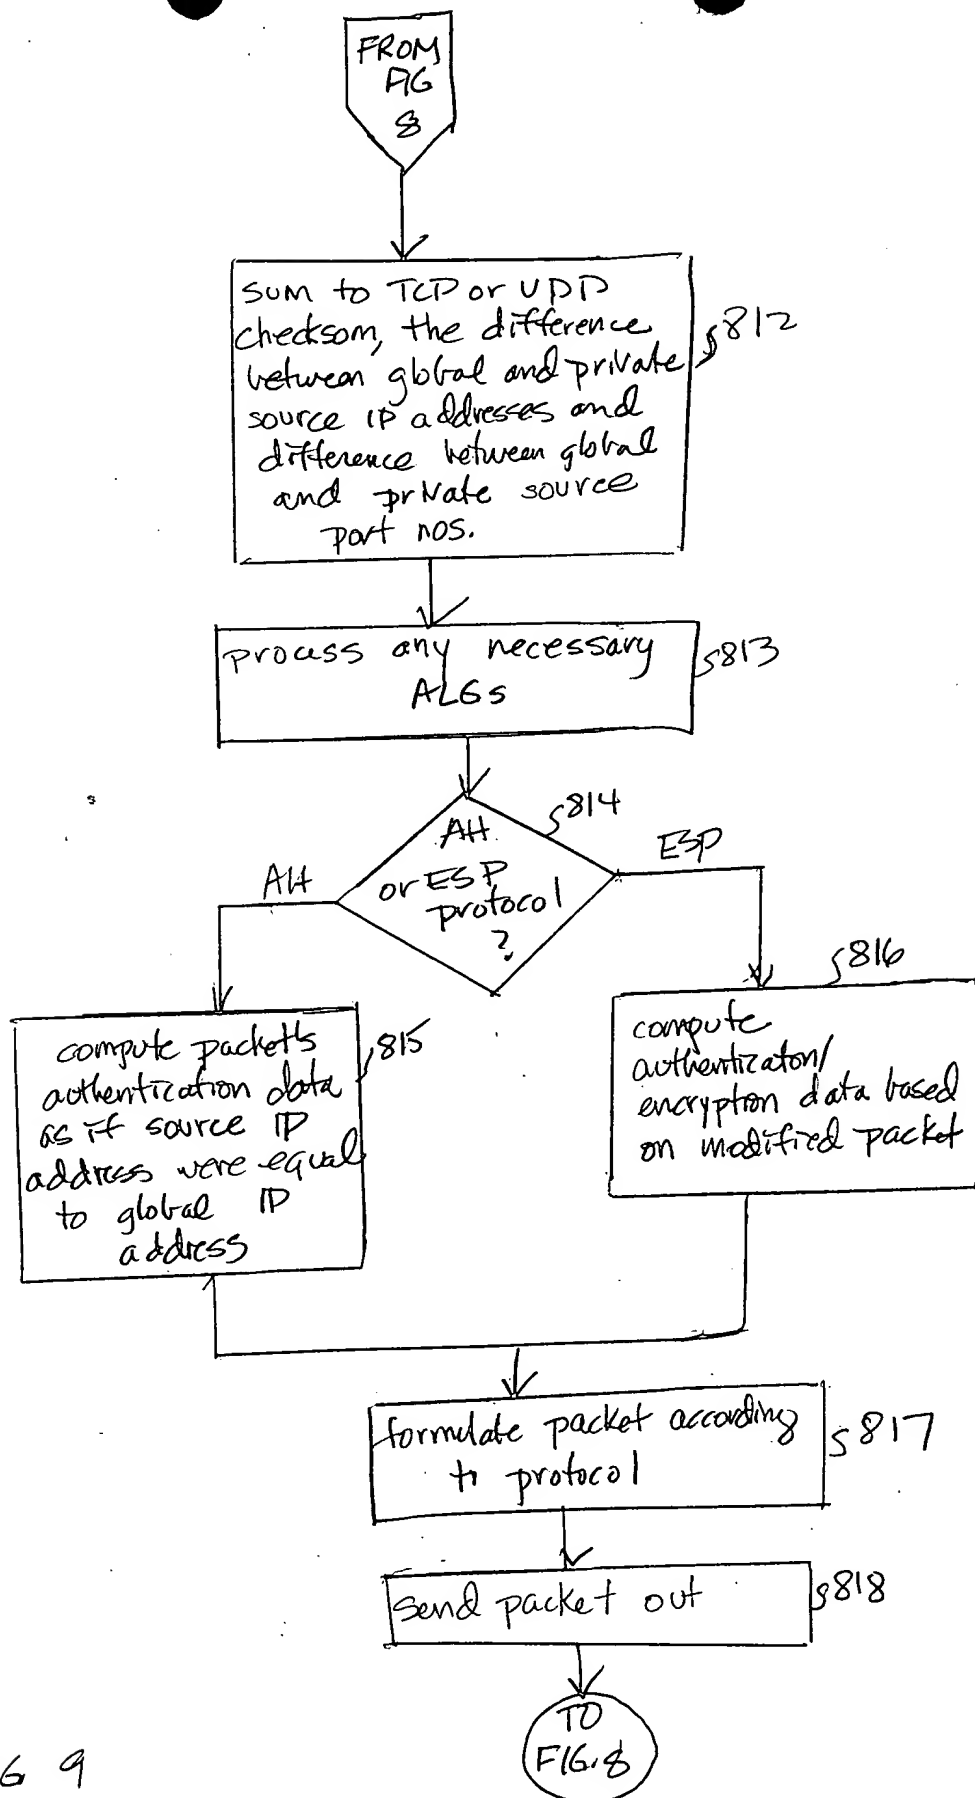 FROM
FIG
8
sum to TCP or UDP
checksom, the difference
between global and private
source IP addresses and
difference between global
and private source
port nos.
812
process any necessary
ALGs
813
AH
or ESP
protocol
?
814
AH
ESP
compute packet's
authentication data
as if source IP
address were equal
to global IP
address
815
compute
authenticaton/
encryption data based
on modified packet
816
formulate packet according
to protocol
817
send packet out
818
TO
FIG.8
G 9